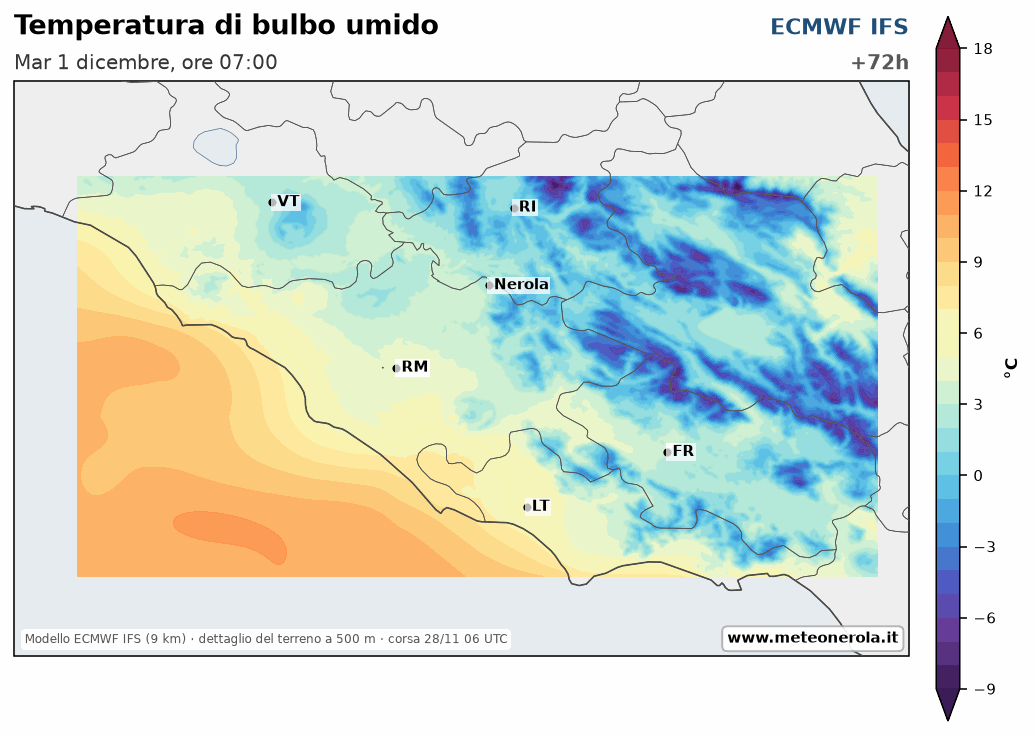 Temperatura di bulbo umido
ECMWF IFS
Mar 1 dicembre, ore 07:00
+72h
VT
RI
Nerola
RM
FR
LT
18
15
12
9
6
3
0
−3
−6
−9
°C
Modello ECMWF IFS (9 km) · dettaglio del terreno a 500 m · corsa 28/11 06 UTC
www.meteonerola.it